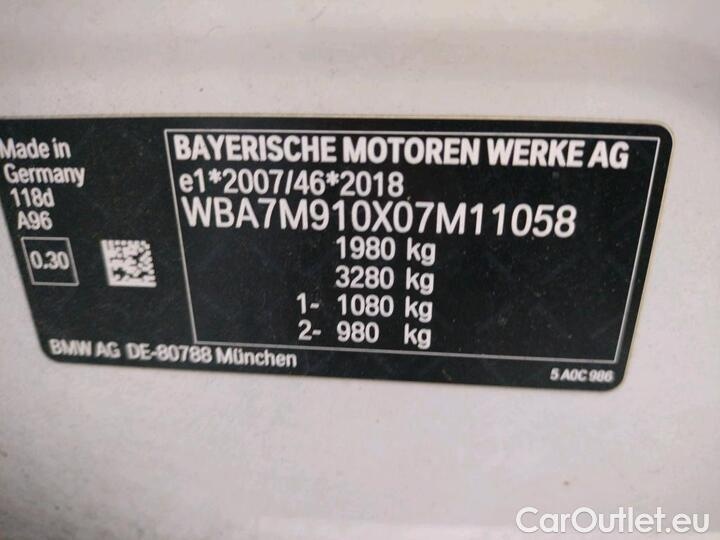 Made in
Germany
118d
A96
0.30
BAYERISCHE MOTOREN WERKE AG
e1*2007/46*2018
WBA7M910X07M11058
1980 kg
3280 kg
1- 1080 kg
2- 980 kg
BMW AG DE-80788 München
5 A0C 986
CarOutlet.eu